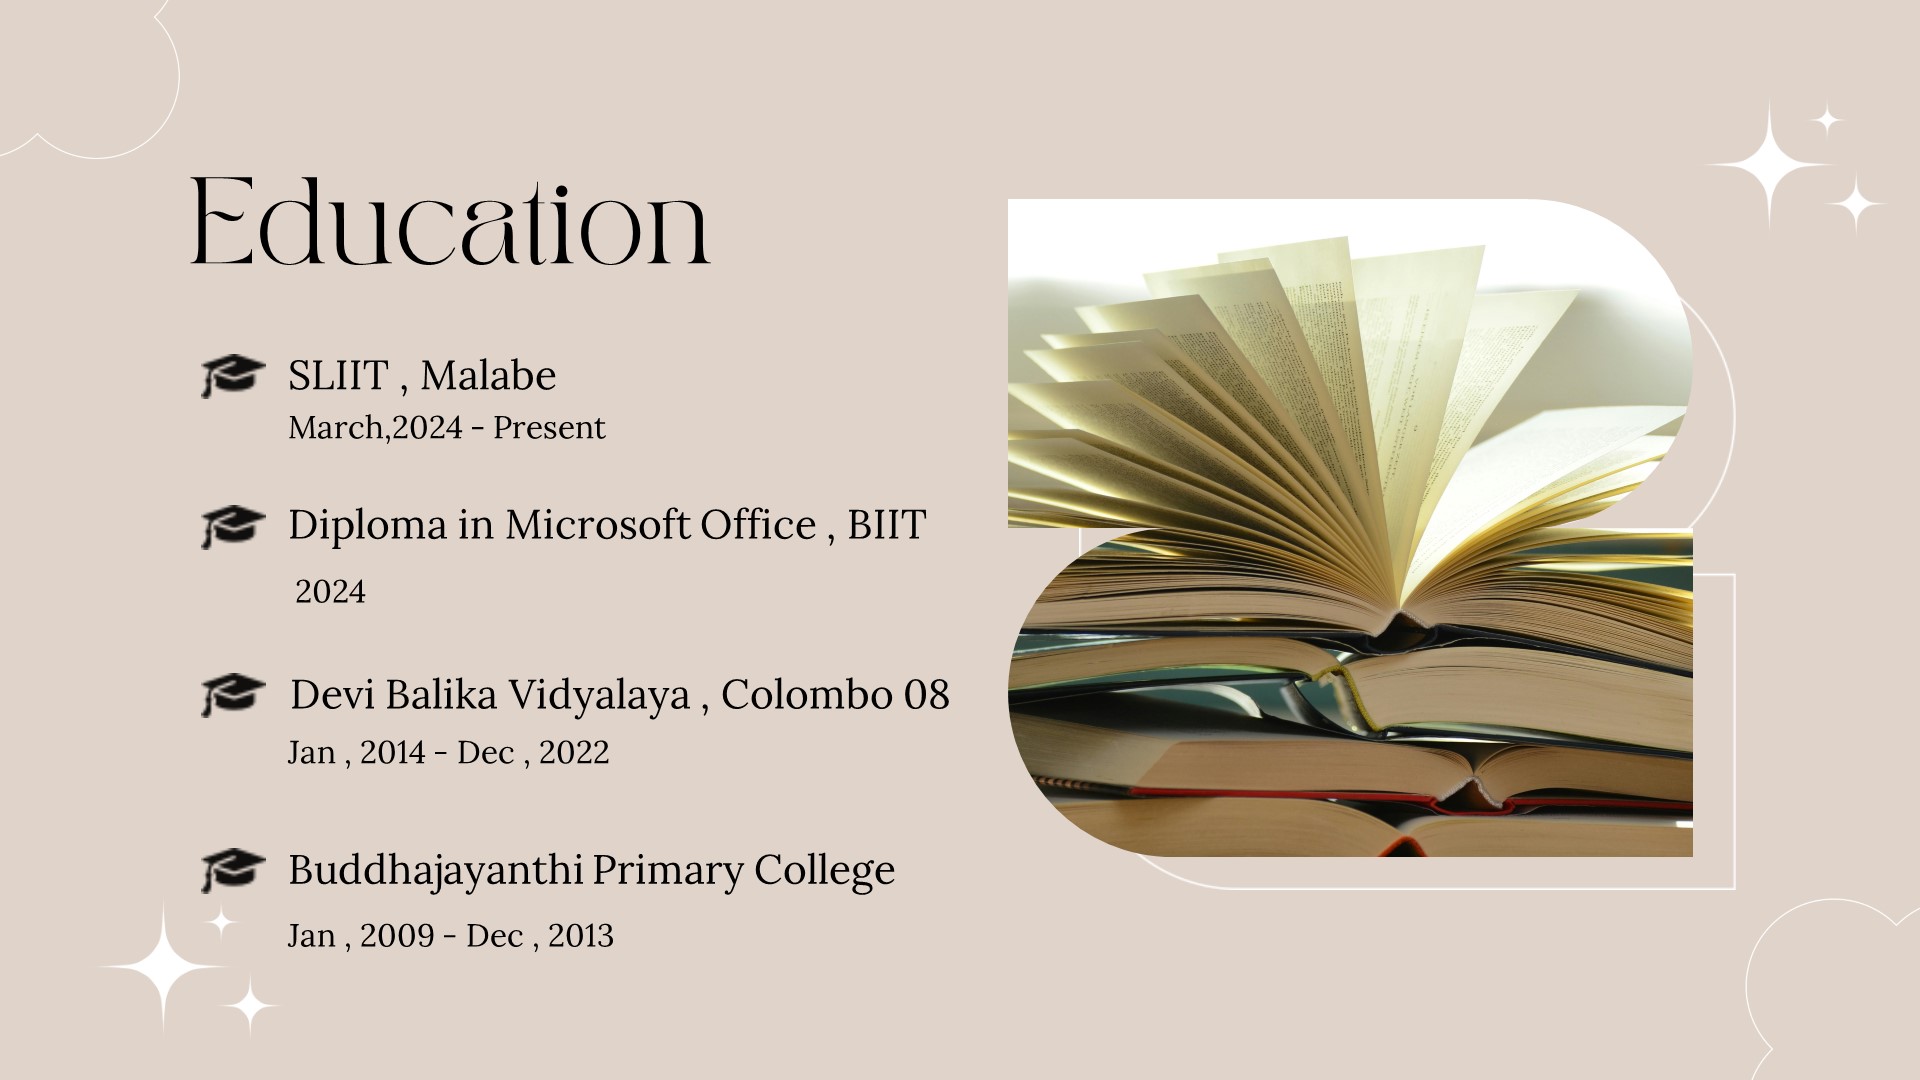 Education
SLIIT , Malabe
March,2024 - Present
Diploma in Microsoft Office , BIIT
2024
Devi Balika Vidyalaya , Colombo 08
Jan , 2014 - Dec , 2022
Buddhajayanthi Primary College
Jan , 2009 - Dec , 2013